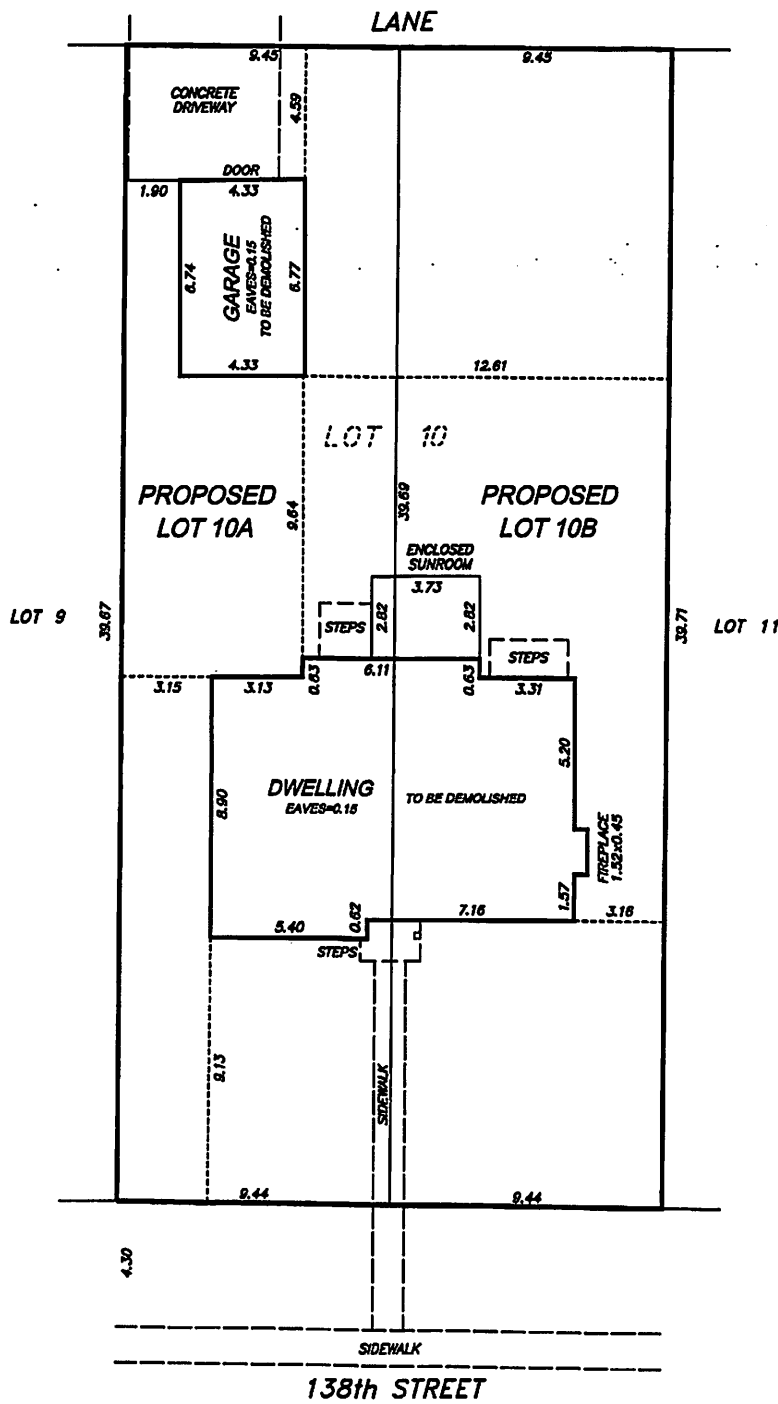 LANE
9.45
9.45
CONCRETE
DRIVEWAY
4.59
DOOR
1.90
4.33
6.74
GARAGE
EAVES=0.15
TO BE DEMOLISHED
6.77
4.33
12.61
LOT 10
PROPOSED
LOT 10A
9.64
39.69
PROPOSED
LOT 10B
ENCLOSED
SUNROOM
3.73
LOT 9
39.67
STEPS
2.82
2.82
39.71
LOT 11
STEPS
3.15
3.13
0.63
6.11
0.63
3.31
8.90
DWELLING
EAVES=0.15
TO BE DEMOLISHED
5.20
FIREPLACE
1.52x0.45
1.57
5.40
0.62
7.16
3.16
STEPS
9.13
SIDEWALK
9.44
9.44
4.30
SIDEWALK
138th STREET